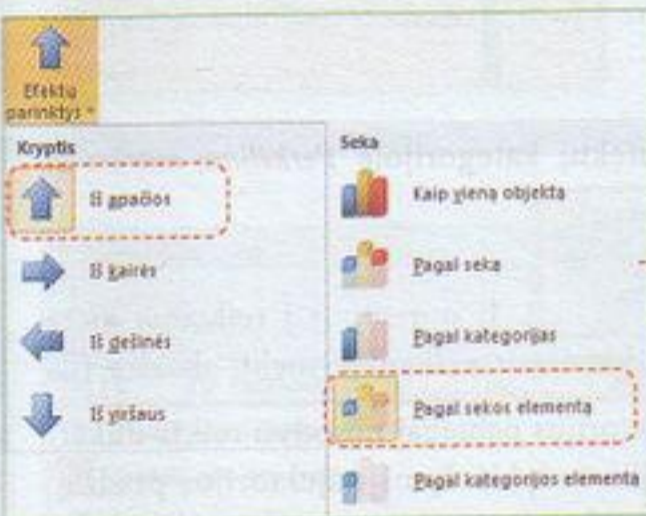 Efektų
parinktys
Kryptis
Iš apačios
Iš kairės
Iš dešinės
Iš viršaus
Seka
Kaip vieną objektą
Pagal seką
Pagal kategorijas
Pagal sekos elementą
Pagal kategorijos elementą